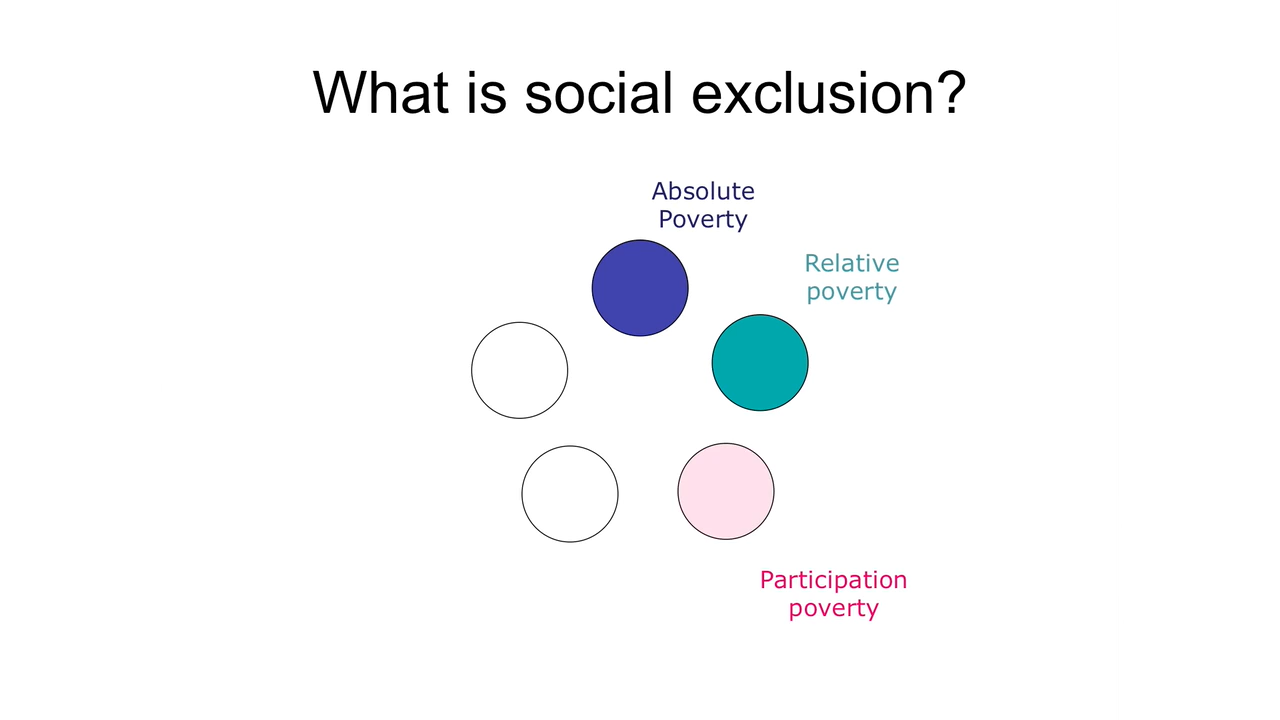 What is social exclusion?
Absolute
Poverty
Relative
poverty
Participation
poverty